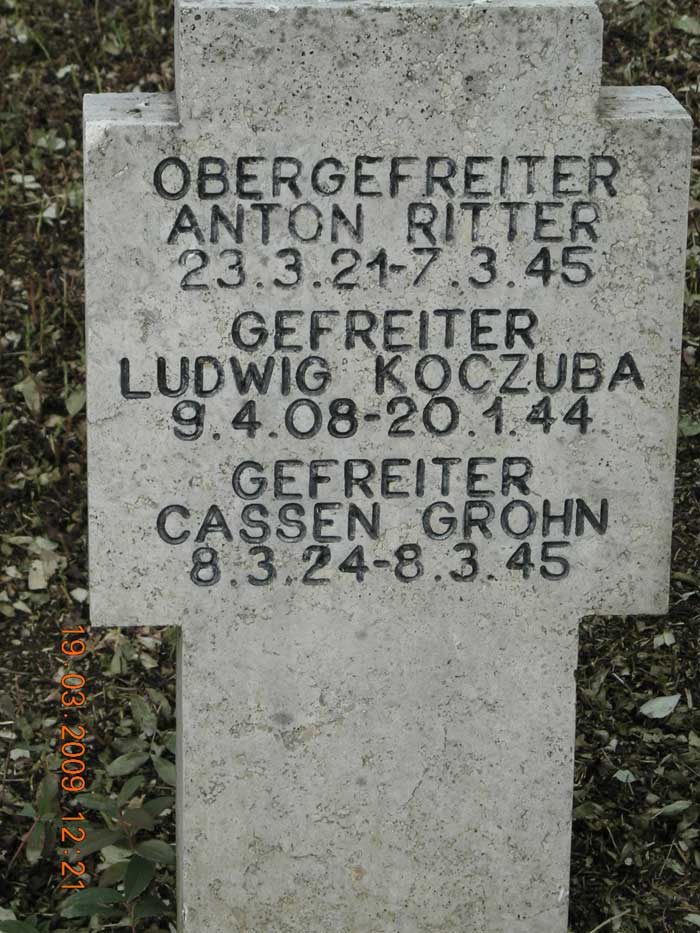 OBERGEFREITER
ANTON RITTER
23.3.21-7.3.45
GEFREITER
LUDWIG KOCZUBA
9.4.08-20.1.44
GEFREITER
CASSEN GROHN
8.3.24-8.3.45
19.03.2009 12:21